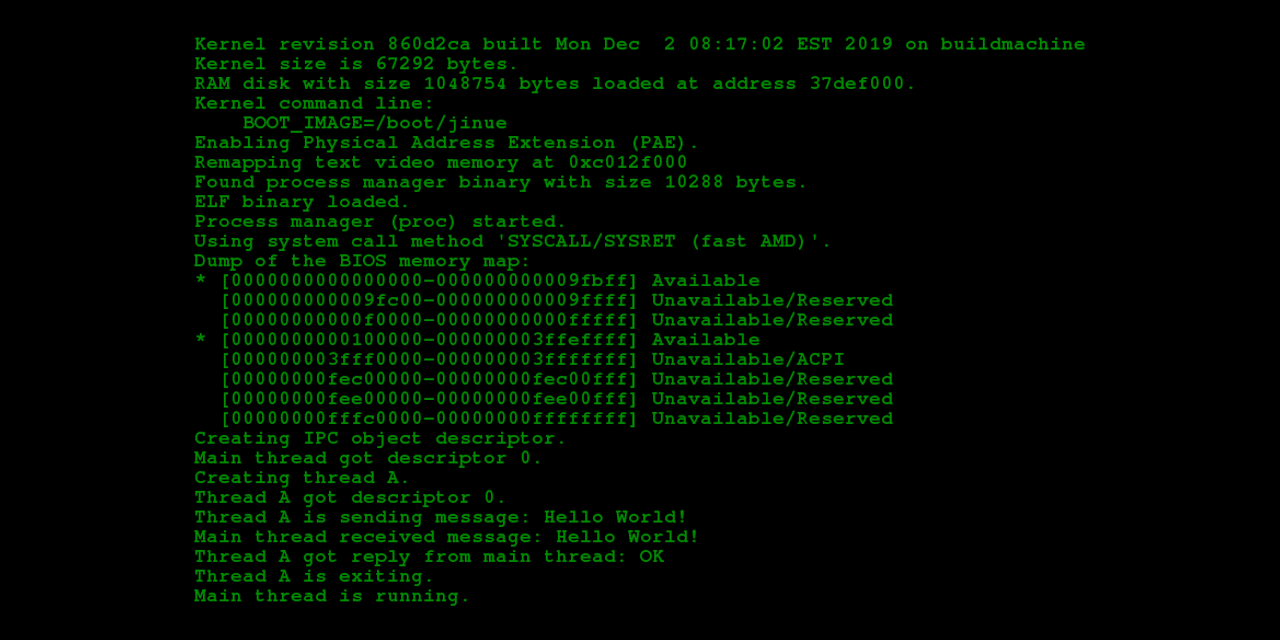 Kernel revision 860d2ca built Mon Dec  2 08:17:02 EST 2019 on buildmachine
Kernel size is 67292 bytes.
RAM disk with size 1048754 bytes loaded at address 37def000.
Kernel command line:
    BOOT_IMAGE=/boot/jinue
Enabling Physical Address Extension (PAE).
Remapping text video memory at 0xc012f000
Found process manager binary with size 10288 bytes.
ELF binary loaded.
Process manager (proc) started.
Using system call method 'SYSCALL/SYSRET (fast AMD)'.
Dump of the BIOS memory map:
* [0000000000000000-000000000009fbff] Available
  [000000000009fc00-000000000009ffff] Unavailable/Reserved
  [00000000000f0000-00000000000fffff] Unavailable/Reserved
* [0000000000100000-000000003ffeffff] Available
  [000000003fff0000-000000003fffffff] Unavailable/ACPI
  [00000000fec00000-00000000fec00fff] Unavailable/Reserved
  [00000000fee00000-00000000fee00fff] Unavailable/Reserved
  [00000000fffc0000-00000000ffffffff] Unavailable/Reserved
Creating IPC object descriptor.
Main thread got descriptor 0.
Creating thread A.
Thread A got descriptor 0.
Thread A is sending message: Hello World!
Main thread received message: Hello World!
Thread A got reply from main thread: OK
Thread A is exiting.
Main thread is running.